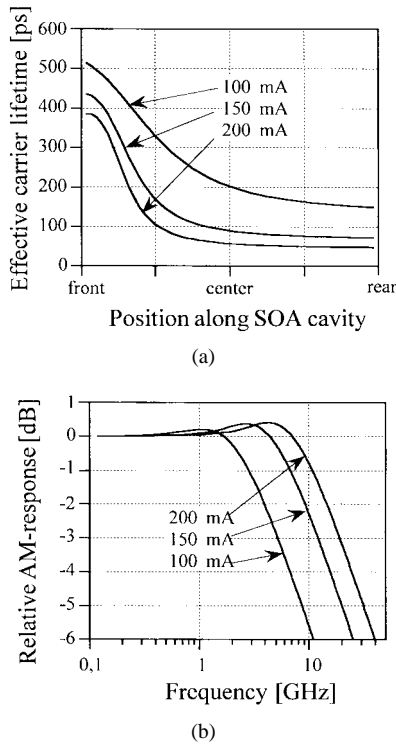 600
500
400
300
200
100
0
Effective carrier lifetime [ps]
100 mA
150 mA
200 mA
front
center
rear
Position along SOA cavity
(a)
1
0
-1
-2
-3
-4
-5
-6
Relative AM-response [dB]
200 mA
150 mA
100 mA
0,1
1
10
Frequency [GHz]
(b)